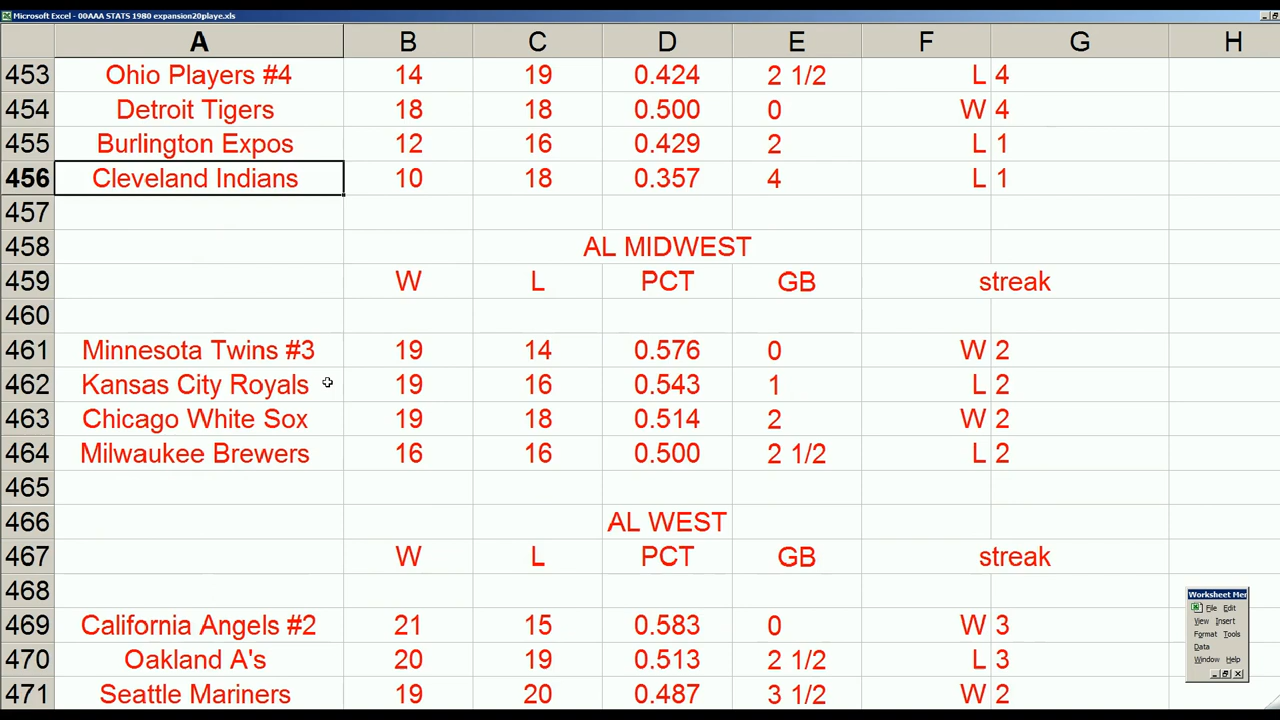 Microsoft Excel - 00AAA STATS 1980 expansion20playe.xls
A B C D E F G H
453 Ohio Players #4 14 19 0.424 2 1/2 L 4
454 Detroit Tigers 18 18 0.500 0 W 4
455 Burlington Expos 12 16 0.429 2 L 1
456 Cleveland Indians 10 18 0.357 4 L 1
457
458 AL MIDWEST
459 W L PCT GB streak
460
461 Minnesota Twins #3 19 14 0.576 0 W 2
462 Kansas City Royals 19 16 0.543 1 L 2
463 Chicago White Sox 19 18 0.514 2 W 2
464 Milwaukee Brewers 16 16 0.500 2 1/2 L 2
465
466 AL WEST
467 W L PCT GB streak
468
469 California Angels #2 21 15 0.583 0 W 3
470 Oakland A's 20 19 0.513 2 1/2 L 3
471 Seattle Mariners 19 20 0.487 3 1/2 W 2
Worksheet Mer
File Edit
View Insert
Format Tools
Data
Window Help